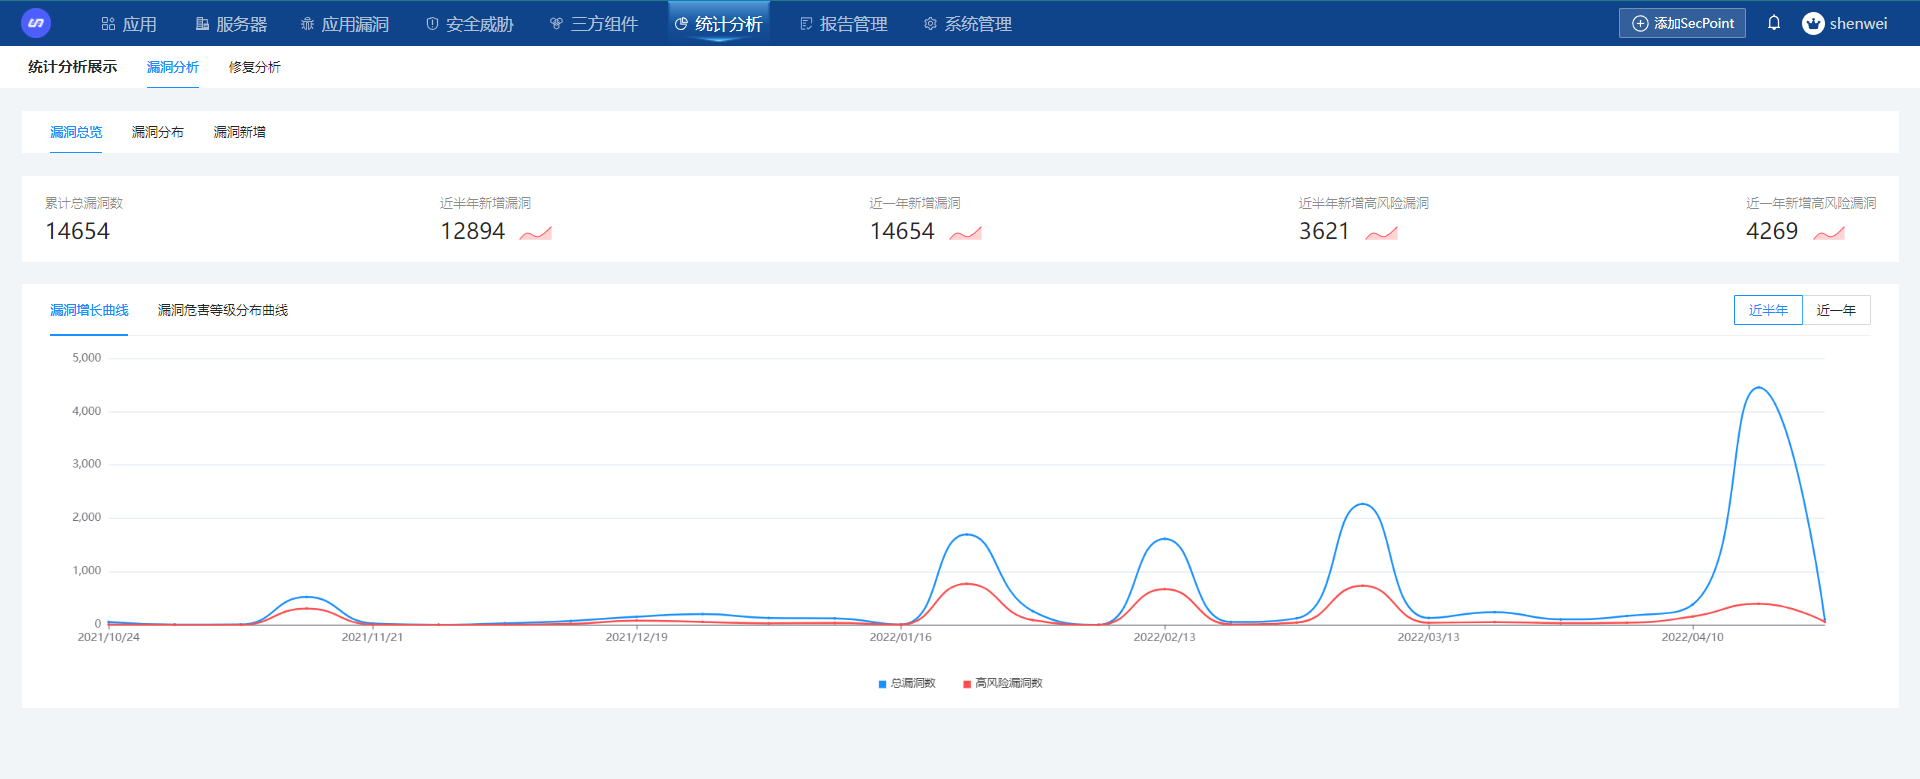 应用 服务器 应用漏洞 安全威胁 三方组件 统计分析 报告管理 系统管理 添加SecPoint shenwei
统计分析展示 漏洞分析 修复分析
漏洞总览 漏洞分布 漏洞新增
累计总漏洞数 近半年新增漏洞 近一年新增漏洞 近半年新增高风险漏洞 近一年新增高风险漏洞
14654 12894 14654 3621 4269
漏洞增长曲线 漏洞危害等级分布曲线 近半年 近一年
5,000
4,000
3,000
2,000
1,000
0
2021/10/24 2021/11/21 2021/12/19 2022/01/16 2022/02/13 2022/03/13 2022/04/10
总漏洞数 高风险漏洞数